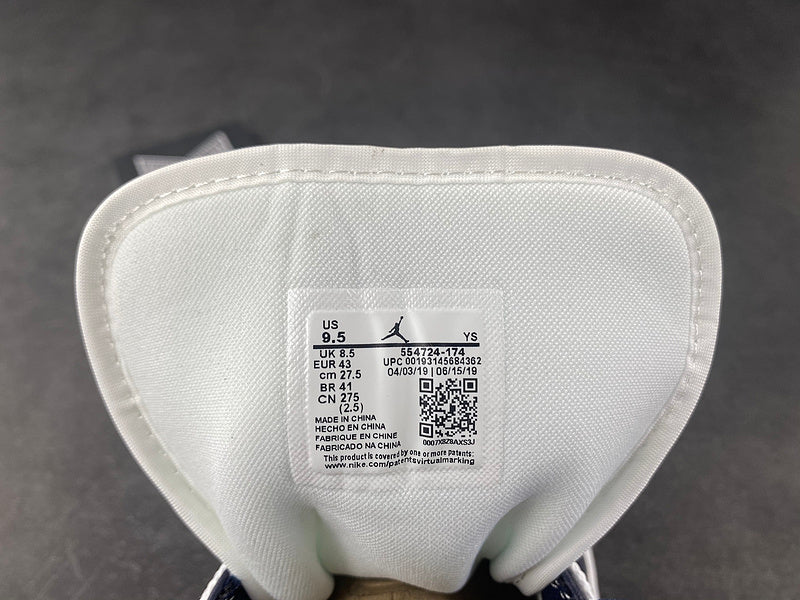 US
9.5 YS
UK 8.5
EUR 43
cm 27.5
BR 41
CN 275
(2.5)
554724-174
UPC 00193145684362
04/03/19 | 06/15/19
0007X8Z8AXS3J
MADE IN CHINA
HECHO EN CHINA
FABRIQUE EN CHINE
FABRICADO NA CHINA
This product is covered by one or more patents:
www.nike.com/patentsvirtualmarking